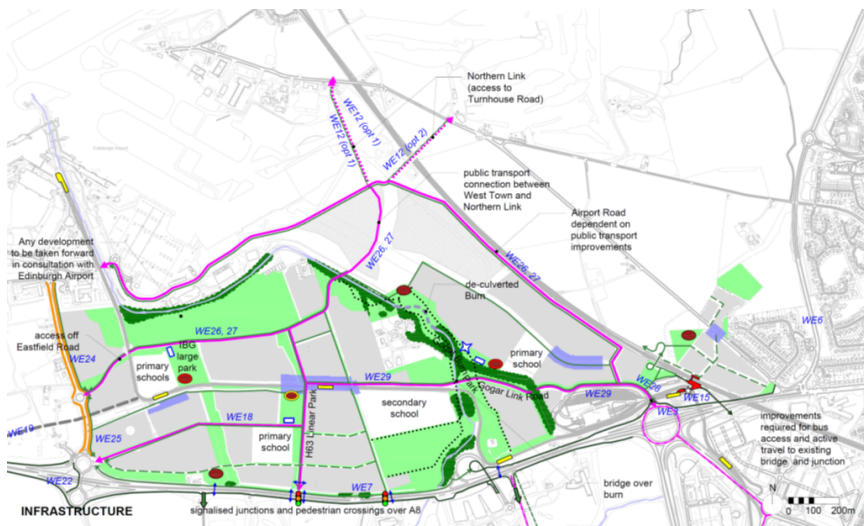 Northern Link
(access to
Turnhouse Road)
WE12 (opt 1)
WE12 (opt 1)
WE12 (opt 2)
public transport
connection between
West Town and
Northern Link
Airport Road
dependent on
public transport
improvements
Any development
to be taken forward
in consultation with
Edinburgh Airport
WE26, 27
WE26, 27
de-culverted
Burn
WE26, 27
access off
Eastfield Road
WE24
IBG
large
park
primary
schools
primary
school
WE6
WE29
Gogar Link Road
WE29
WE28
WE15
WE3
secondary
school
H63 Linear Park
WE18
WE19
WE25
primary
school
improvements
required for bus
access and active
travel to existing
bridge and junction
WE22
WE7
bridge over
burn
N
INFRASTRUCTURE
signalised junctions and pedestrian crossings over A8
0 100 200m